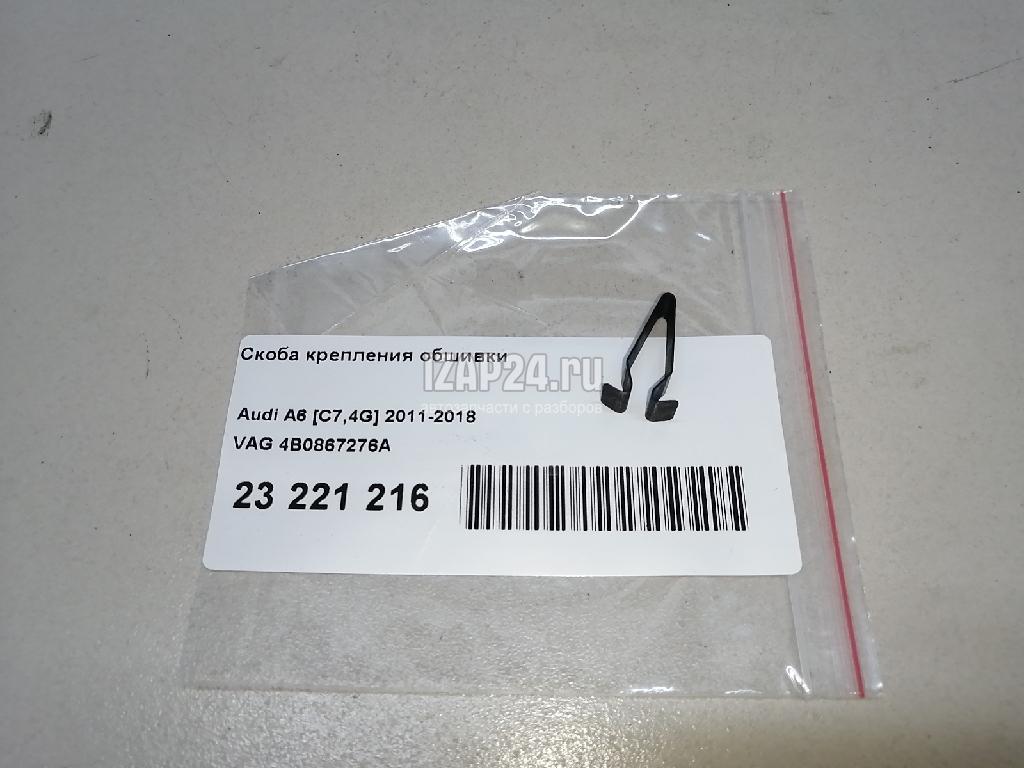 Скоба крепления обшивки
IZAP24.ru
автозапчасти с разборов
Audi A6 [C7,4G] 2011-2018
VAG 4B0867276A
23 221 216